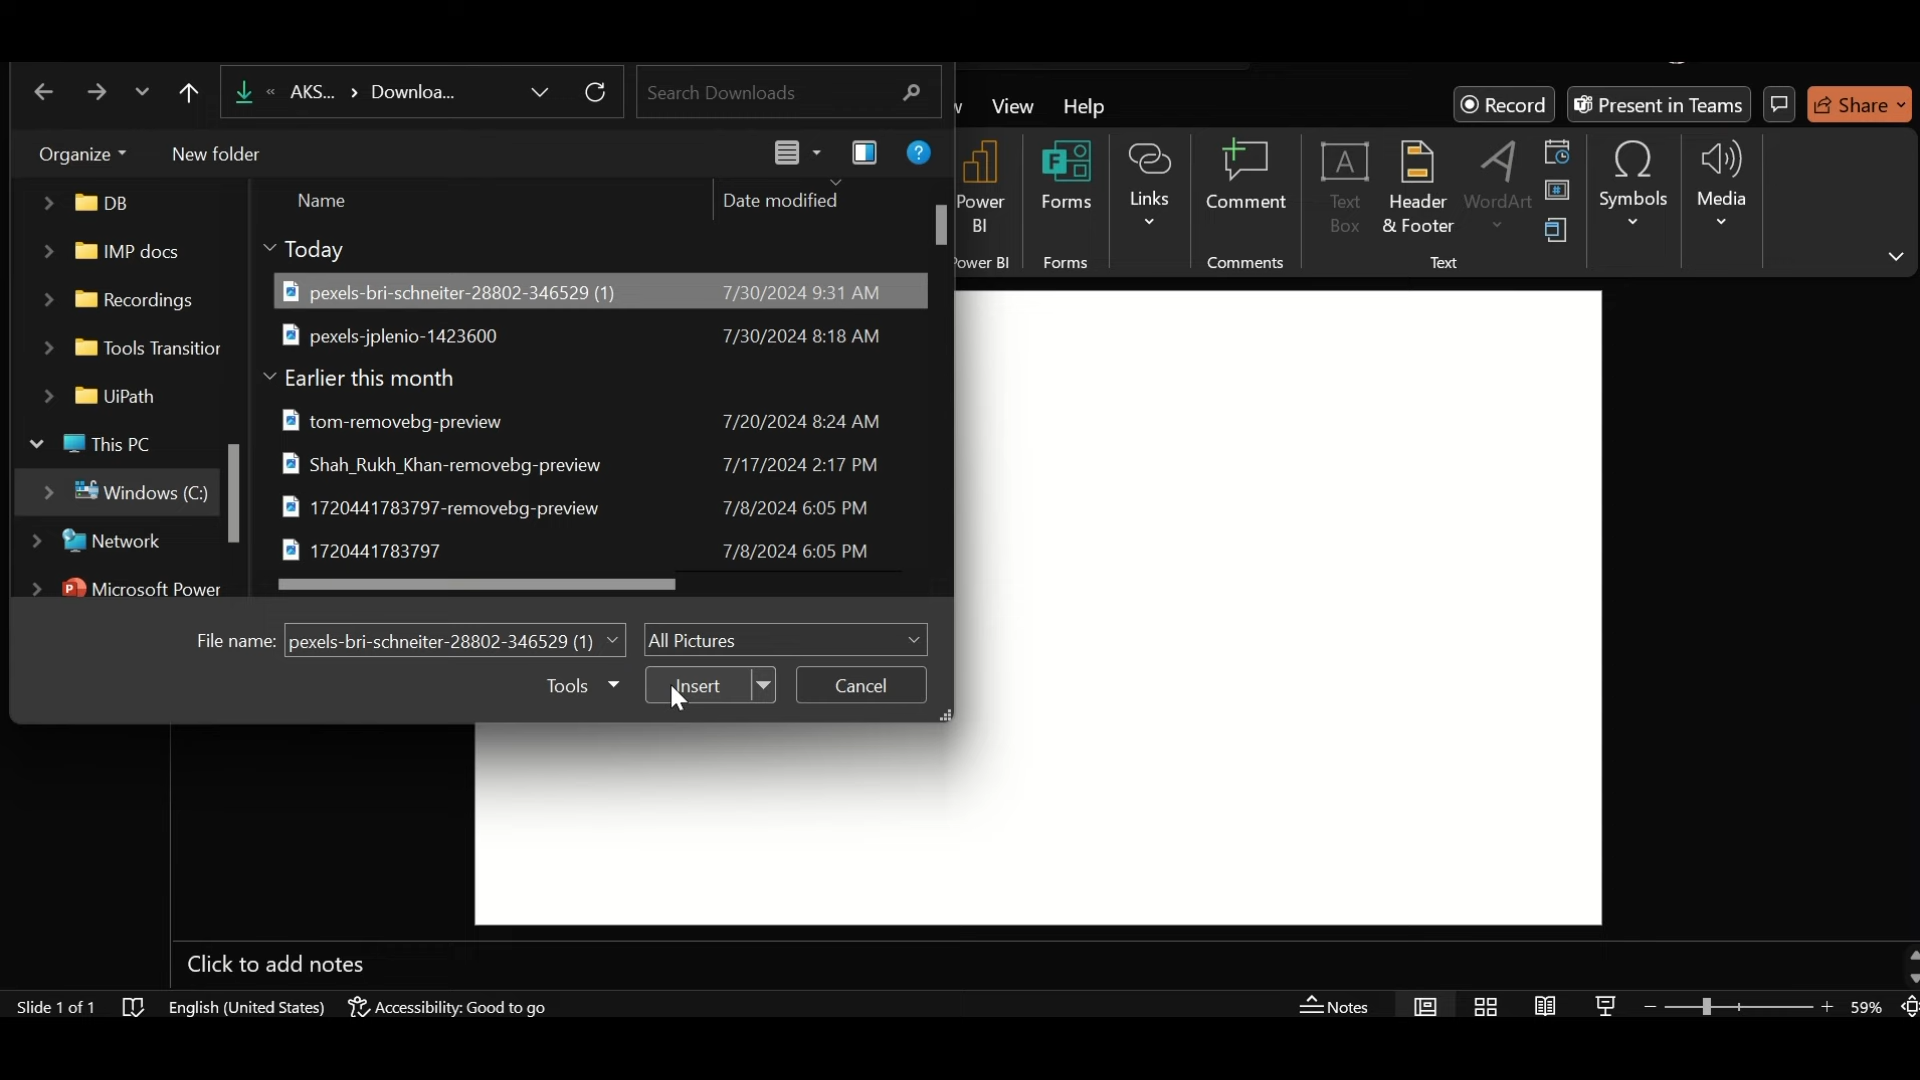 « AKS... › Downloa...
Search Downloads
w View Help
Record
Present in Teams
Share
Organize
New folder
Name
Date modified
DB
IMP docs
Recordings
Tools Transition
UiPath
This PC
Windows (C:)
Network
Microsoft Power
Today
pexels-bri-schneiter-28802-346529 (1) 7/30/2024 9:31 AM
pexels-jplenio-1423600 7/30/2024 8:18 AM
Earlier this month
tom-removebg-preview 7/20/2024 8:24 AM
Shah_Rukh_Khan-removebg-preview 7/17/2024 2:17 PM
1720441783797-removebg-preview 7/8/2024 6:05 PM
1720441783797 7/8/2024 6:05 PM
File name: pexels-bri-schneiter-28802-346529 (1)
All Pictures
Tools
Insert
Cancel
Power
BI
Forms
Links
Comment
Text
Box
Header
& Footer
WordArt
Symbols
Media
Power BI
Forms
Comments
Text
Click to add notes
Slide 1 of 1
English (United States)
Accessibility: Good to go
Notes
59%